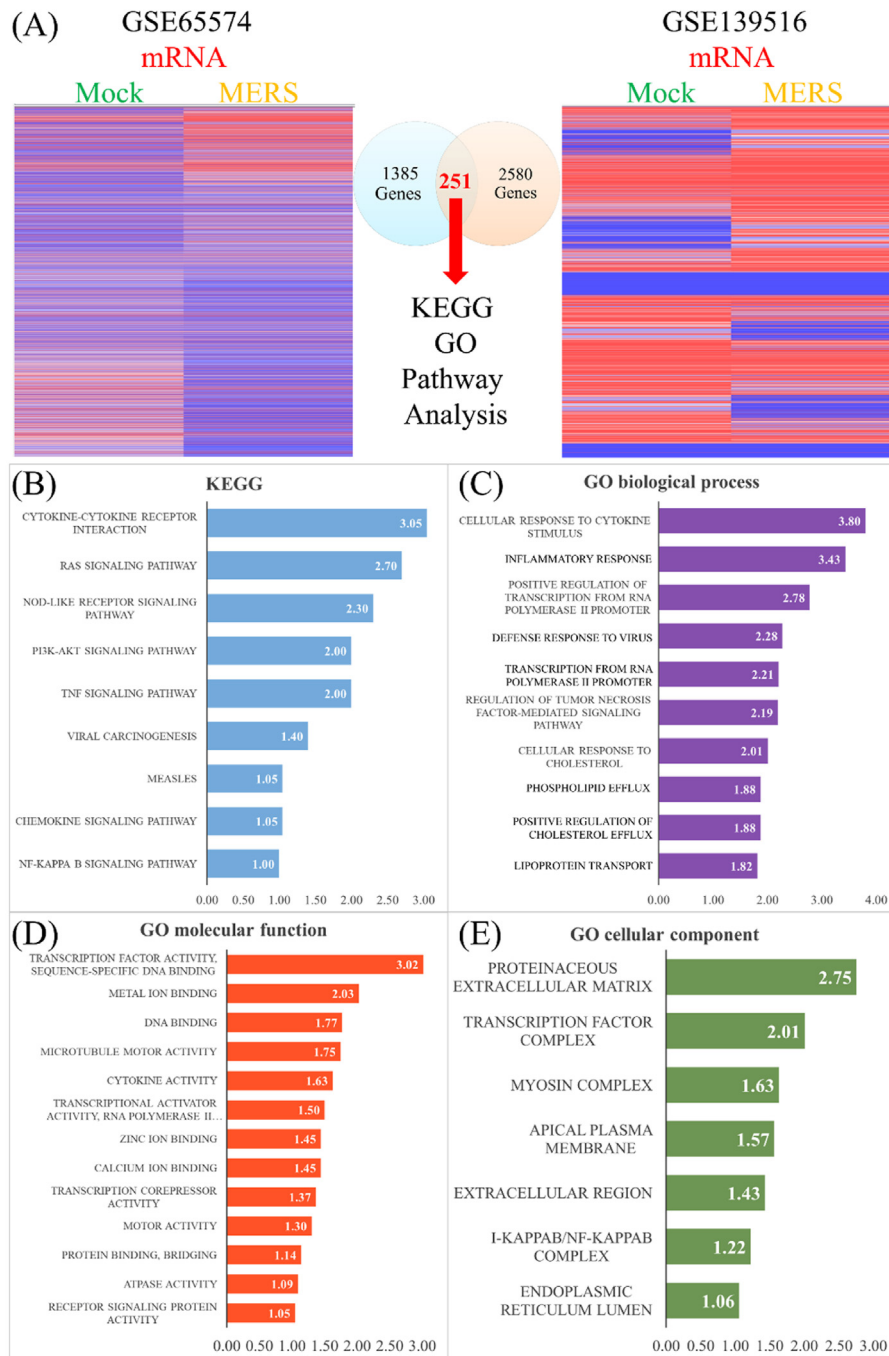 (A)
GSE65574
mRNA
Mock MERS
GSE139516
mRNA
Mock MERS
1385
Genes
251
2580
Genes
KEGG
GO
Pathway
Analysis
(B)
KEGG
CYTOKINE-CYTOKINE RECEPTOR
INTERACTION
3.05
RAS SIGNALING PATHWAY
2.70
NOD-LIKE RECEPTOR SIGNALING
PATHWAY
2.30
PI3K-AKT SIGNALING PATHWAY
2.00
TNF SIGNALING PATHWAY
2.00
VIRAL CARCINOGENESIS
1.40
MEASLES
1.05
CHEMOKINE SIGNALING PATHWAY
1.05
NF-KAPPA B SIGNALING PATHWAY
1.00
0.00 0.50 1.00 1.50 2.00 2.50 3.00
(C)
GO biological process
CELLULAR RESPONSE TO CYTOKINE
STIMULUS
3.80
INFLAMMATORY RESPONSE
3.43
POSITIVE REGULATION OF
TRANSCRIPTION FROM RNA
POLYMERASE II PROMOTER
2.78
DEFENSE RESPONSE TO VIRUS
2.28
TRANSCRIPTION FROM RNA
POLYMERASE II PROMOTER
2.21
REGULATION OF TUMOR NECROSIS
FACTOR-MEDIATED SIGNALING
PATHWAY
2.19
CELLULAR RESPONSE TO
CHOLESTEROL
2.01
PHOSPHOLIPID EFFLUX
1.88
POSITIVE REGULATION OF
CHOLESTEROL EFFLUX
1.88
LIPOPROTEIN TRANSPORT
1.82
0.00 1.00 2.00 3.00 4.00
(D)
GO molecular function
TRANSCRIPTION FACTOR ACTIVITY,
SEQUENCE-SPECIFIC DNA BINDING
3.02
METAL ION BINDING
2.03
DNA BINDING
1.77
MICROTUBULE MOTOR ACTIVITY
1.75
CYTOKINE ACTIVITY
1.63
TRANSCRIPTIONAL ACTIVATOR
ACTIVITY, RNA POLYMERASE II…
1.50
ZINC ION BINDING
1.45
CALCIUM ION BINDING
1.45
TRANSCRIPTION COREPRESSOR
ACTIVITY
1.37
MOTOR ACTIVITY
1.30
PROTEIN BINDING, BRIDGING
1.14
ATPASE ACTIVITY
1.09
RECEPTOR SIGNALING PROTEIN
ACTIVITY
1.05
0.00 0.50 1.00 1.50 2.00 2.50 3.00
(E)
GO cellular component
PROTEINACEOUS
EXTRACELLULAR MATRIX
2.75
TRANSCRIPTION FACTOR
COMPLEX
2.01
MYOSIN COMPLEX
1.63
APICAL PLASMA
MEMBRANE
1.57
EXTRACELLULAR REGION
1.43
I-KAPPAB/NF-KAPPAB
COMPLEX
1.22
ENDOPLASMIC
RETICULUM LUMEN
1.06
0.00 0.50 1.00 1.50 2.00 2.50 3.00